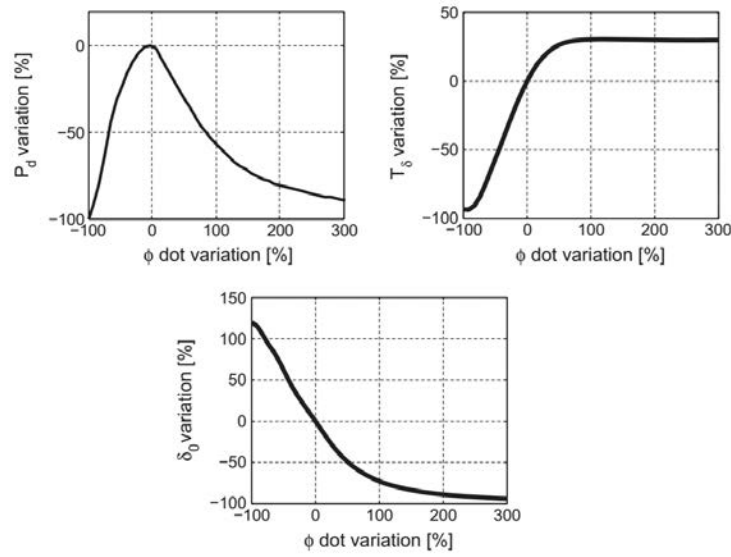 P_d variation [%]
0
−50
−100
−100 0 100 200 300
ϕ dot variation [%]
T_δ variation [%]
50
0
−50
−100
−100 0 100 200 300
ϕ dot variation [%]
δ_0 variation [%]
150
100
50
0
−50
−100
−100 0 100 200 300
ϕ dot variation [%]